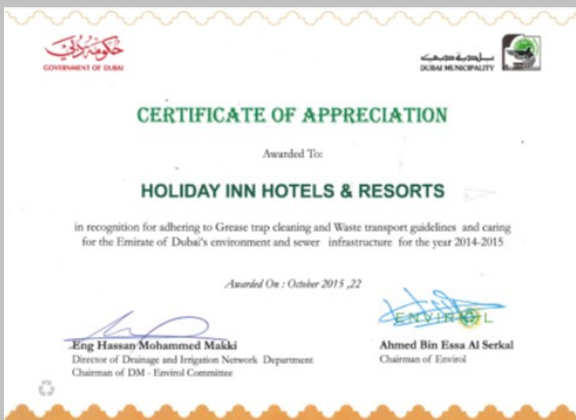 حكومة دبي
GOVERNMENT OF DUBAI
بلدية دبي
DUBAI MUNICIPALITY
CERTIFICATE OF APPRECIATION
Awarded To:
HOLIDAY INN HOTELS & RESORTS
in recognition for adhering to Grease trap cleaning and Waste transport guidelines and caring
for the Emirate of Dubai's environment and sewer infrastructure for the year 2014-2015
Awarded On : October 2015 ,22
ENVIROL
Eng Hassan Mohammed Makki
Director of Drainage and Irrigation Network Department
Chairman of DM - Envirol Committee
Ahmed Bin Essa Al Serkal
Chairman of Envirol